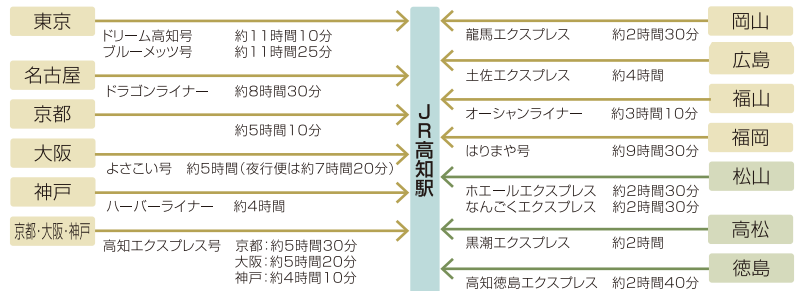 東京
ドリーム高知号 約11時間10分
ブルーメッツ号 約11時間25分
名古屋
ドラゴンライナー 約8時間30分
京都
約5時間10分
大阪
よさこい号 約5時間（夜行便は約7時間20分）
神戸
ハーバーライナー 約4時間
京都・大阪・神戸
高知エクスプレス号 京都：約5時間30分
大阪：約5時間20分
神戸：約4時間10分
JR高知駅
岡山
龍馬エクスプレス 約2時間30分
広島
土佐エクスプレス 約4時間
福山
オーシャンライナー 約3時間10分
福岡
はりまや号 約9時間30分
松山
ホエールエクスプレス 約2時間30分
なんごくエクスプレス 約2時間30分
高松
黒潮エクスプレス 約2時間
徳島
高知徳島エクスプレス 約2時間40分